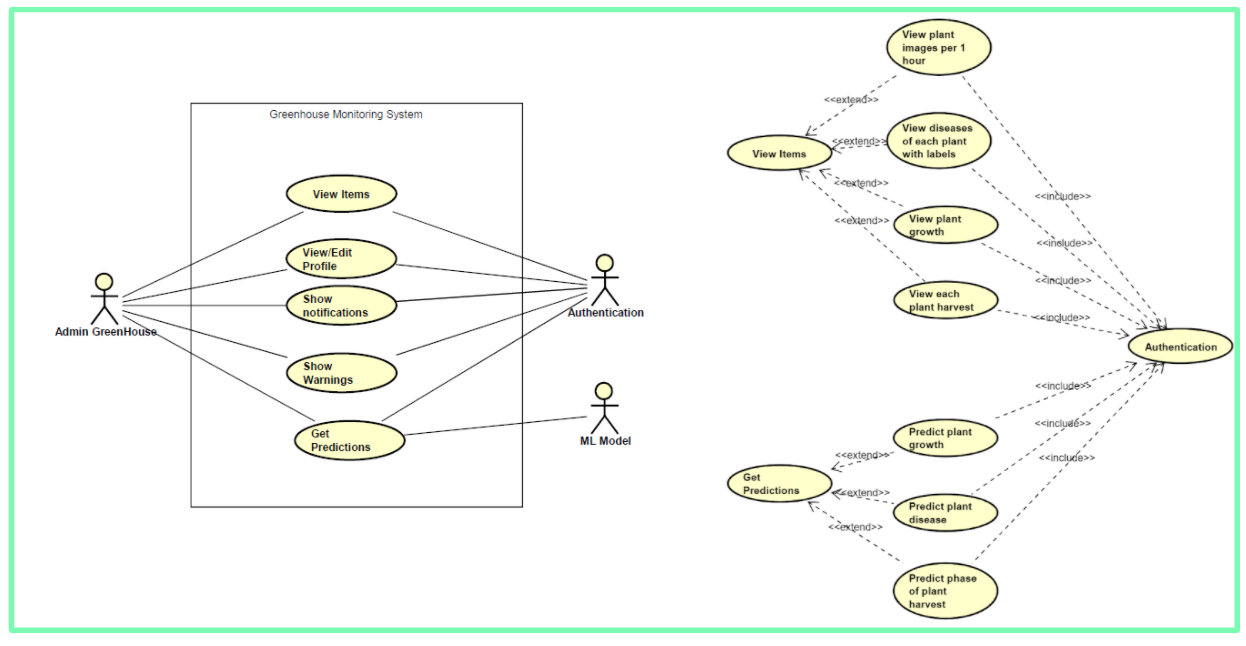 Greenhouse Monitoring System
View Items
View/Edit
Profile
Show
notifications
Show
Warnings
Get
Predictions
Admin GreenHouse
Authentication
ML Model
View plant
images per 1
hour
<<extend>>
View diseases
of each plant
with labels
<<extend>>
View Items
<<extend>>
<<include>>
View plant
growth
<<extend>>
<<include>>
<<include>>
View each
plant harvest
<<include>>
Authentication
<<include>>
Predict plant
growth
<<include>>
<<extend>>
<<include>>
Get
Predictions
<<extend>>
Predict plant
disease
<<extend>>
Predict phase
of plant
harvest